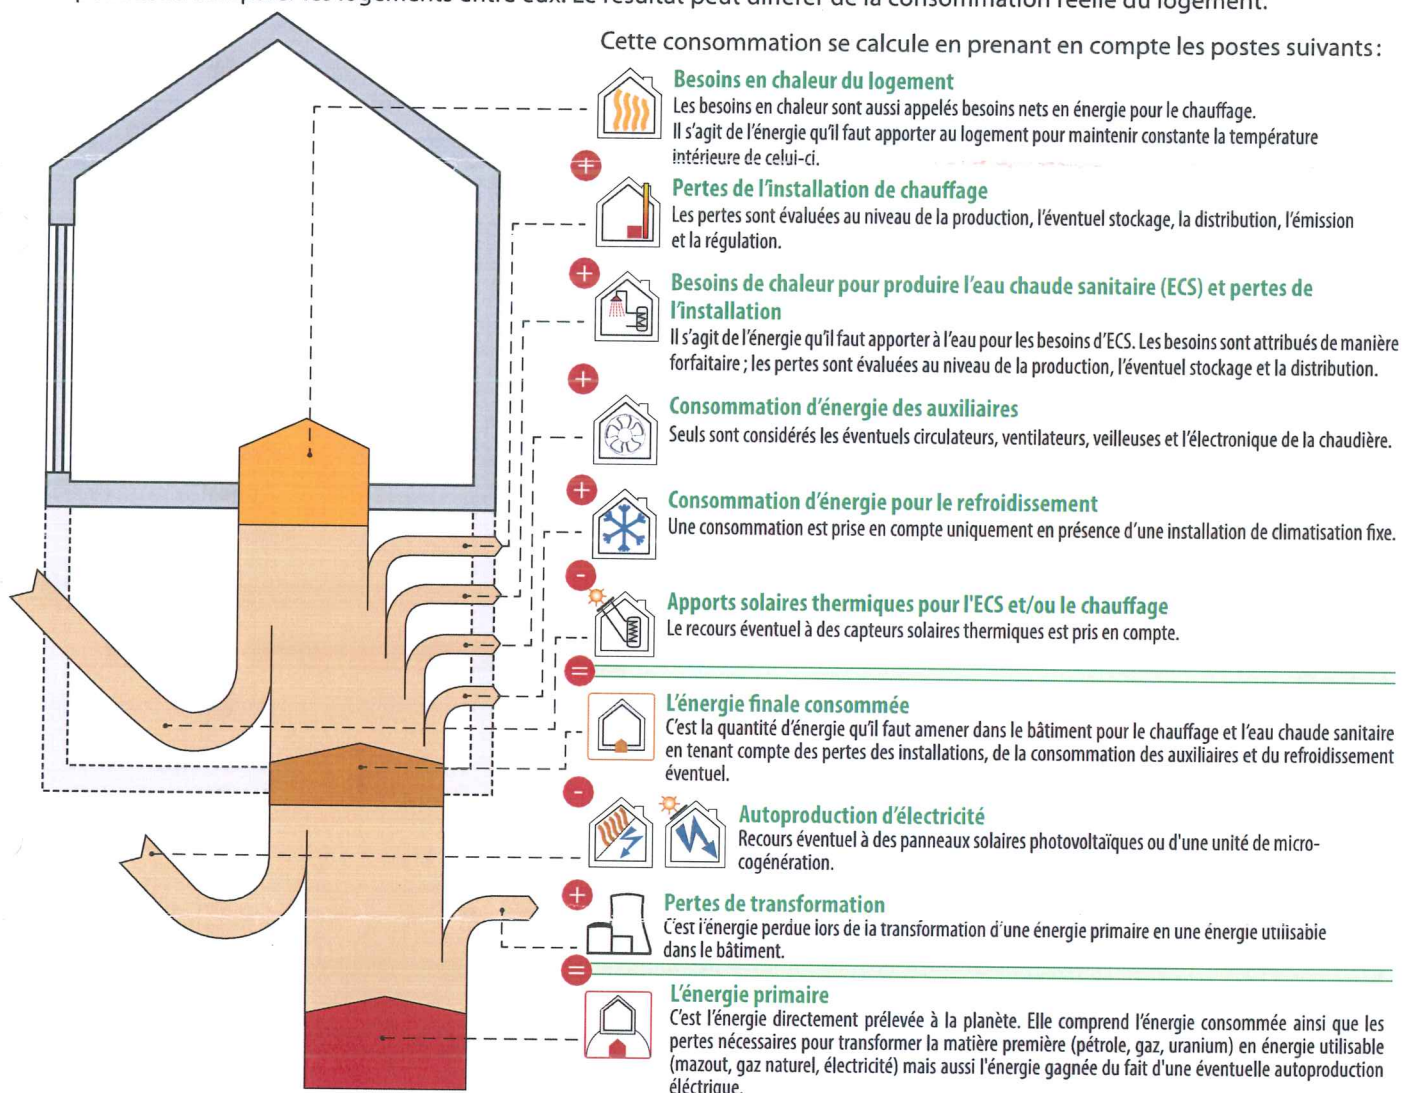 Cette consommation se calcule en prenant en compte les postes suivants :
Besoins en chaleur du logement
Les besoins en chaleur sont aussi appelés besoins nets en énergie pour le chauffage.
Il s'agit de l'énergie qu'il faut apporter au logement pour maintenir constante la température
intérieure de celui-ci.
+
Pertes de l'installation de chauffage
Les pertes sont évaluées au niveau de la production, l'éventuel stockage, la distribution, l'émission
et la régulation.
+
Besoins de chaleur pour produire l'eau chaude sanitaire (ECS) et pertes de
l'installation
Il s'agit de l'énergie qu'il faut apporter à l'eau pour les besoins d'ECS. Les besoins sont attribués de manière
forfaitaire ; les pertes sont évaluées au niveau de la production, l'éventuel stockage et la distribution.
+
Consommation d'énergie des auxiliaires
Seuls sont considérés les éventuels circulateurs, ventilateurs, veilleuses et l'électronique de la chaudière.
+
Consommation d'énergie pour le refroidissement
Une consommation est prise en compte uniquement en présence d'une installation de climatisation fixe.
-
Apports solaires thermiques pour l'ECS et/ou le chauffage
Le recours éventuel à des capteurs solaires thermiques est pris en compte.
=
L'énergie finale consommée
C'est la quantité d'énergie qu'il faut amener dans le bâtiment pour le chauffage et l'eau chaude sanitaire
en tenant compte des pertes des installations, de la consommation des auxiliaires et du refroidissement
éventuel.
-
Autoproduction d'électricité
Recours éventuel à des panneaux solaires photovoltaïques ou d'une unité de micro-
cogénération.
+
Pertes de transformation
C'est l'énergie perdue lors de la transformation d'une énergie primaire en une énergie utilisable
dans le bâtiment.
=
L'énergie primaire
C'est l'énergie directement prélevée à la planète. Elle comprend l'énergie consommée ainsi que les
pertes nécessaires pour transformer la matière première (pétrole, gaz, uranium) en énergie utilisable
(mazout, gaz naturel, électricité) mais aussi l'énergie gagnée du fait d'une éventuelle autoproduction
éléctrique.